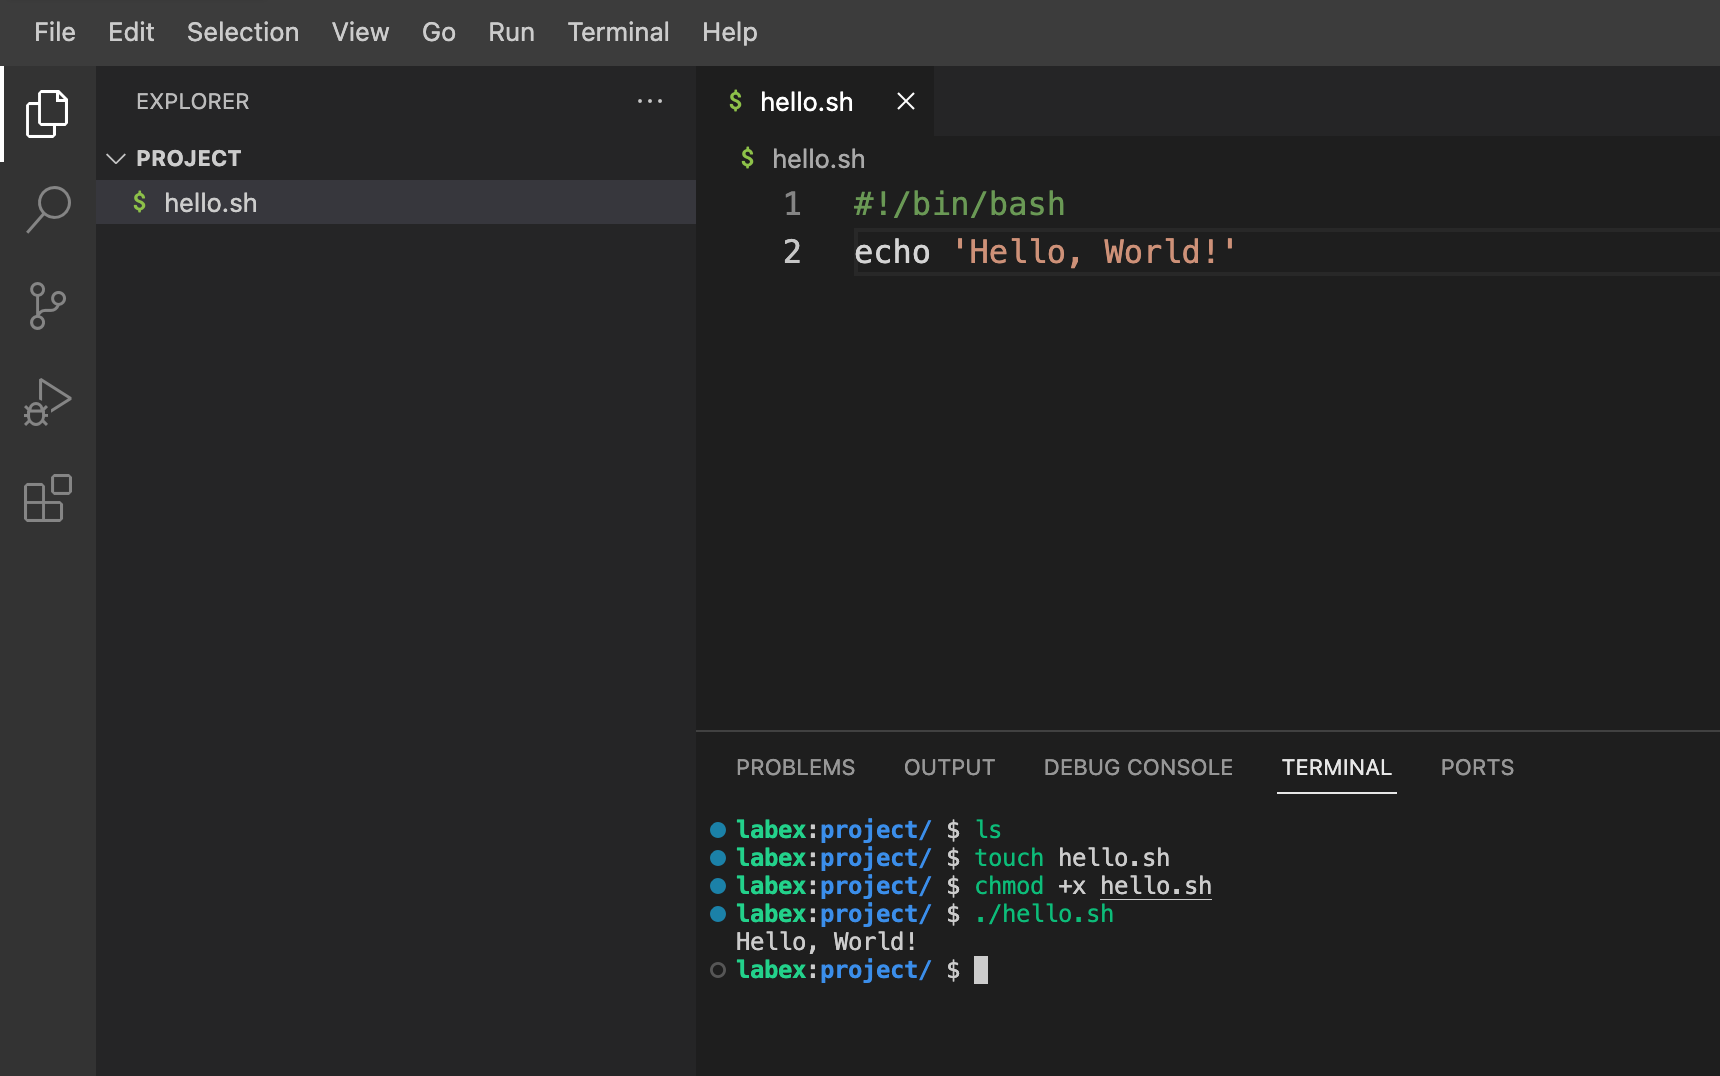 File Edit Selection View Go Run Terminal Help
EXPLORER ···
PROJECT
$ hello.sh
$ hello.sh ×
$ hello.sh
1 #!/bin/bash
2 echo 'Hello, World!'
PROBLEMS OUTPUT DEBUG CONSOLE TERMINAL PORTS
labex:project/ $ ls
labex:project/ $ touch hello.sh
labex:project/ $ chmod +x hello.sh
labex:project/ $ ./hello.sh
Hello, World!
labex:project/ $